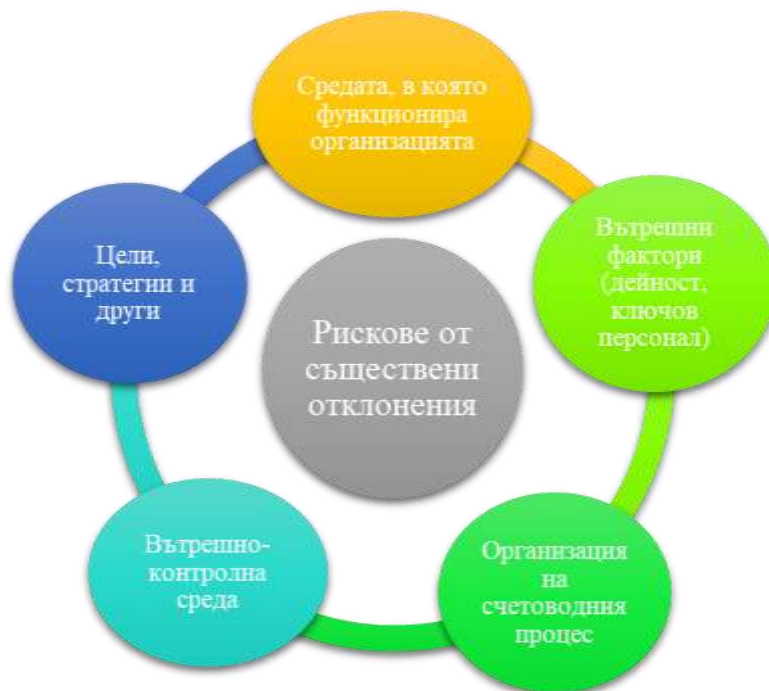 Средата, в която
функционира
организацията
Вътрешни
фактори
(дейност,
ключов
персонал)
Организация
на
счетоводния
процес
Вътрешно-
контролна
среда
Цели,
стратегии и
други
Рискове от
съществени
отклонения